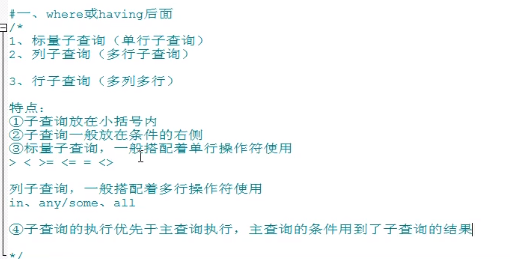 #一、where或having后面
/*
1、标量子查询（单行子查询）
2、列子查询（多行子查询）
3、行子查询（多列多行）
特点：
①子查询放在小括号内
②子查询一般放在条件的右侧
③标量子查询，一般搭配着单行操作符使用
> < >= <= = <>
列子查询，一般搭配着多行操作符使用
in、any/some、all
④子查询的执行优先于主查询执行，主查询的条件用到了子查询的结果
*/